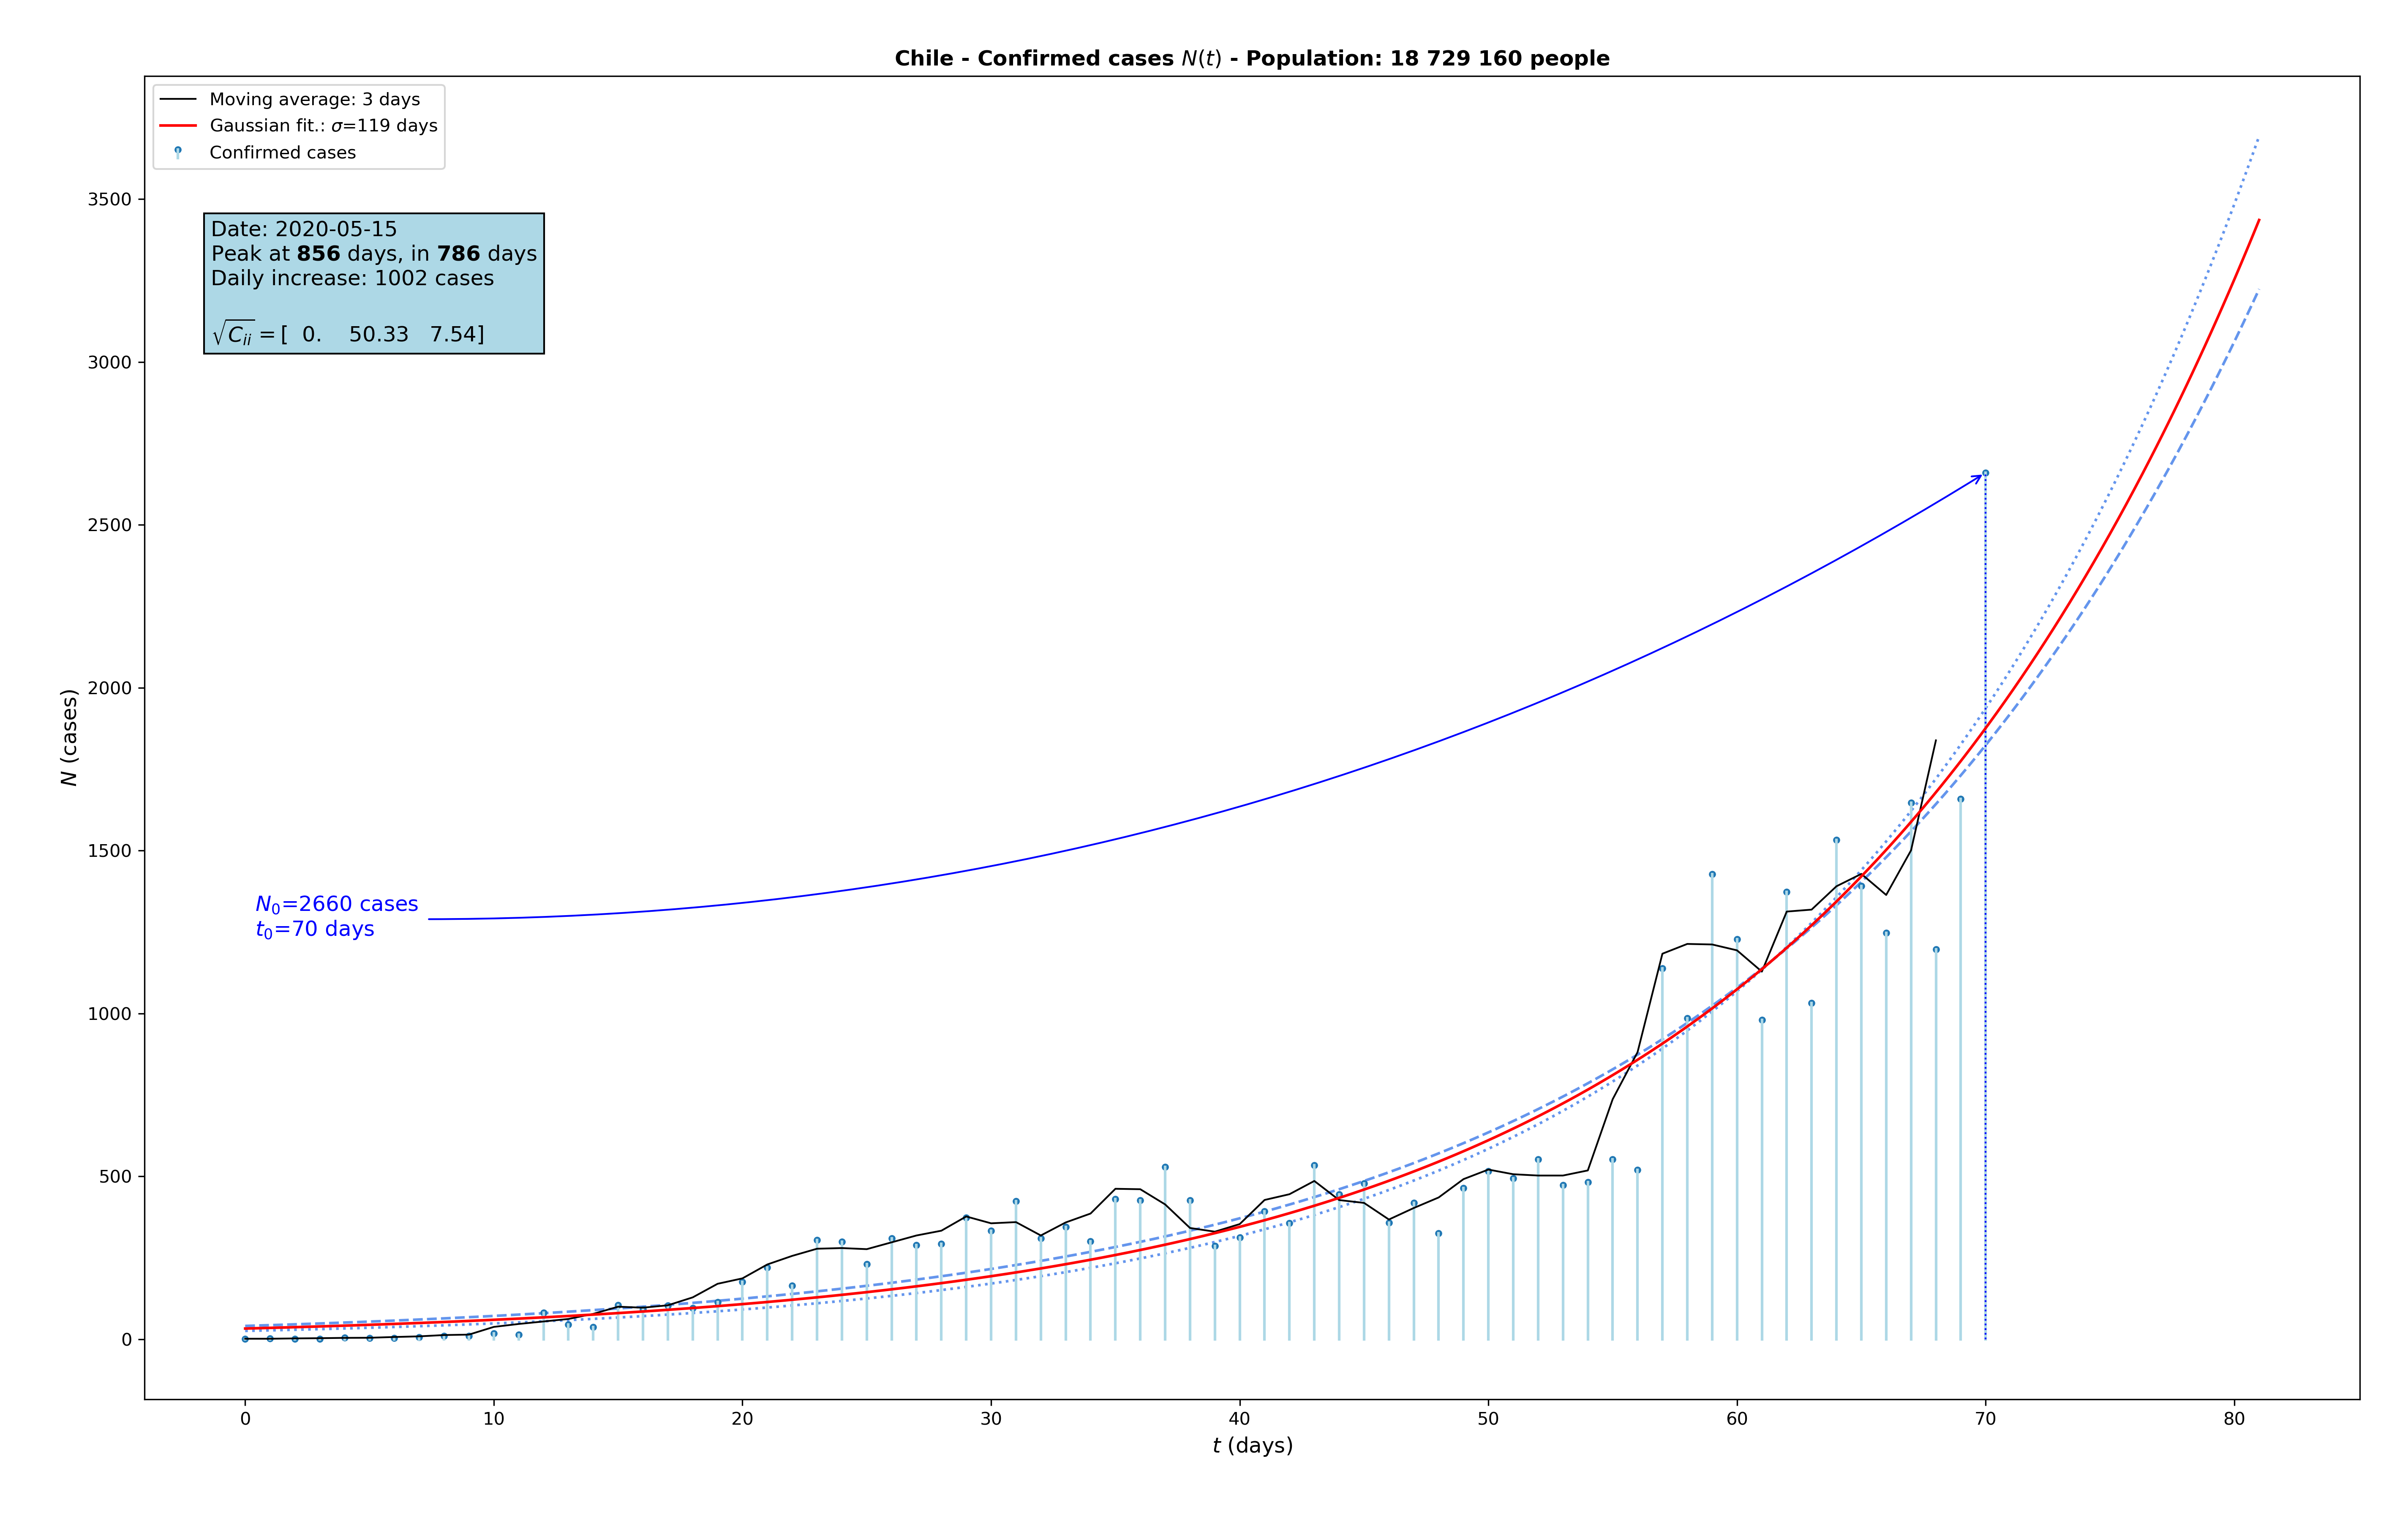 Chile - Confirmed cases N(t) - Population: 18 729 160 people
Moving average: 3 days
Gaussian fit.: σ=119 days
Confirmed cases
Date: 2020-05-15
Peak at 856 days, in 786 days
Daily increase: 1002 cases
√Cᵢᵢ = [ 0. 50.33 7.54]
N₀=2660 cases
t₀=70 days
N (cases)
3500
3000
2500
2000
1500
1000
500
0
0 10 20 30 40 50 60 70 80
t (days)